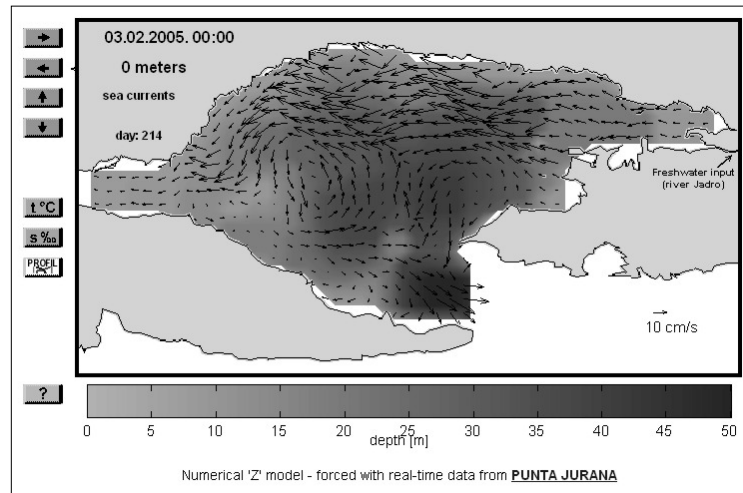 03.02.2005. 00:00
0 meters
sea currents
day: 214
Freshwater input
(river Jadro)
t °C
s ‰
PROFIL
10 cm/s
?
0 5 10 15 20 25 30 35 40 45 50
depth [m]
Numerical 'Z' model - forced with real-time data from PUNTA JURANA